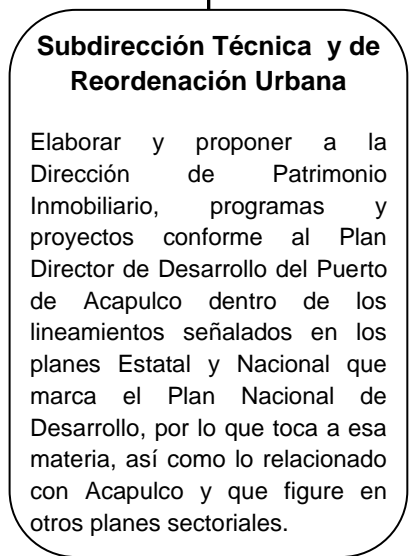 Subdirección Técnica y de
Reordenación Urbana
Elaborar y proponer a la
Dirección de Patrimonio
Inmobiliario, programas y
proyectos conforme al Plan
Director de Desarrollo del Puerto
de Acapulco dentro de los
lineamientos señalados en los
planes Estatal y Nacional que
marca el Plan Nacional de
Desarrollo, por lo que toca a esa
materia, así como lo relacionado
con Acapulco y que figure en
otros planes sectoriales.